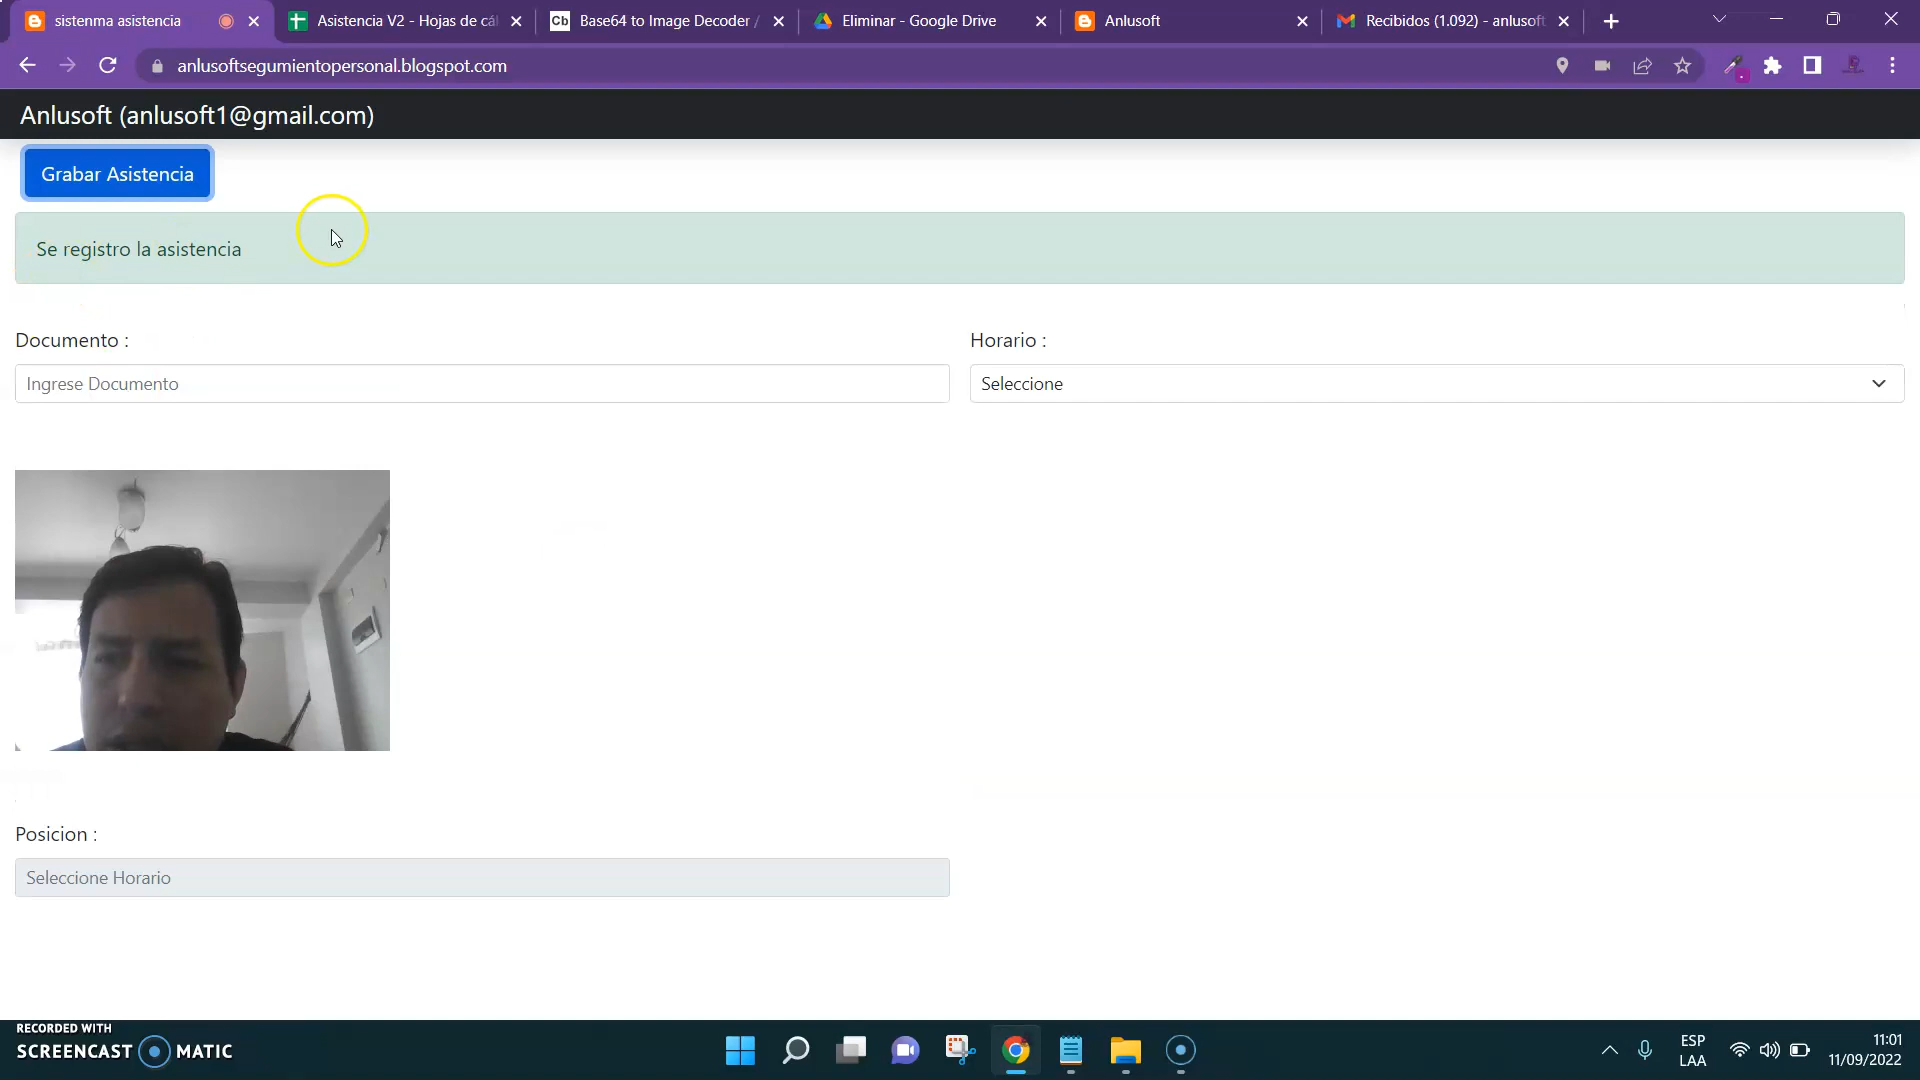 sistenma asistencia
Asistencia V2 - Hojas de cál
Cb Base64 to Image Decoder /
Eliminar - Google Drive
Anlusoft
Recibidos (1.092) - anlusoft
anlusoftsegumientopersonal.blogspot.com
Anlusoft (anlusoft1@gmail.com)
Grabar Asistencia
Se registro la asistencia
Documento :
Horario :
Ingrese Documento
Seleccione
Posicion :
Seleccione Horario
RECORDED WITH
SCREENCAST MATIC
ESP
LAA
11:01
11/09/2022